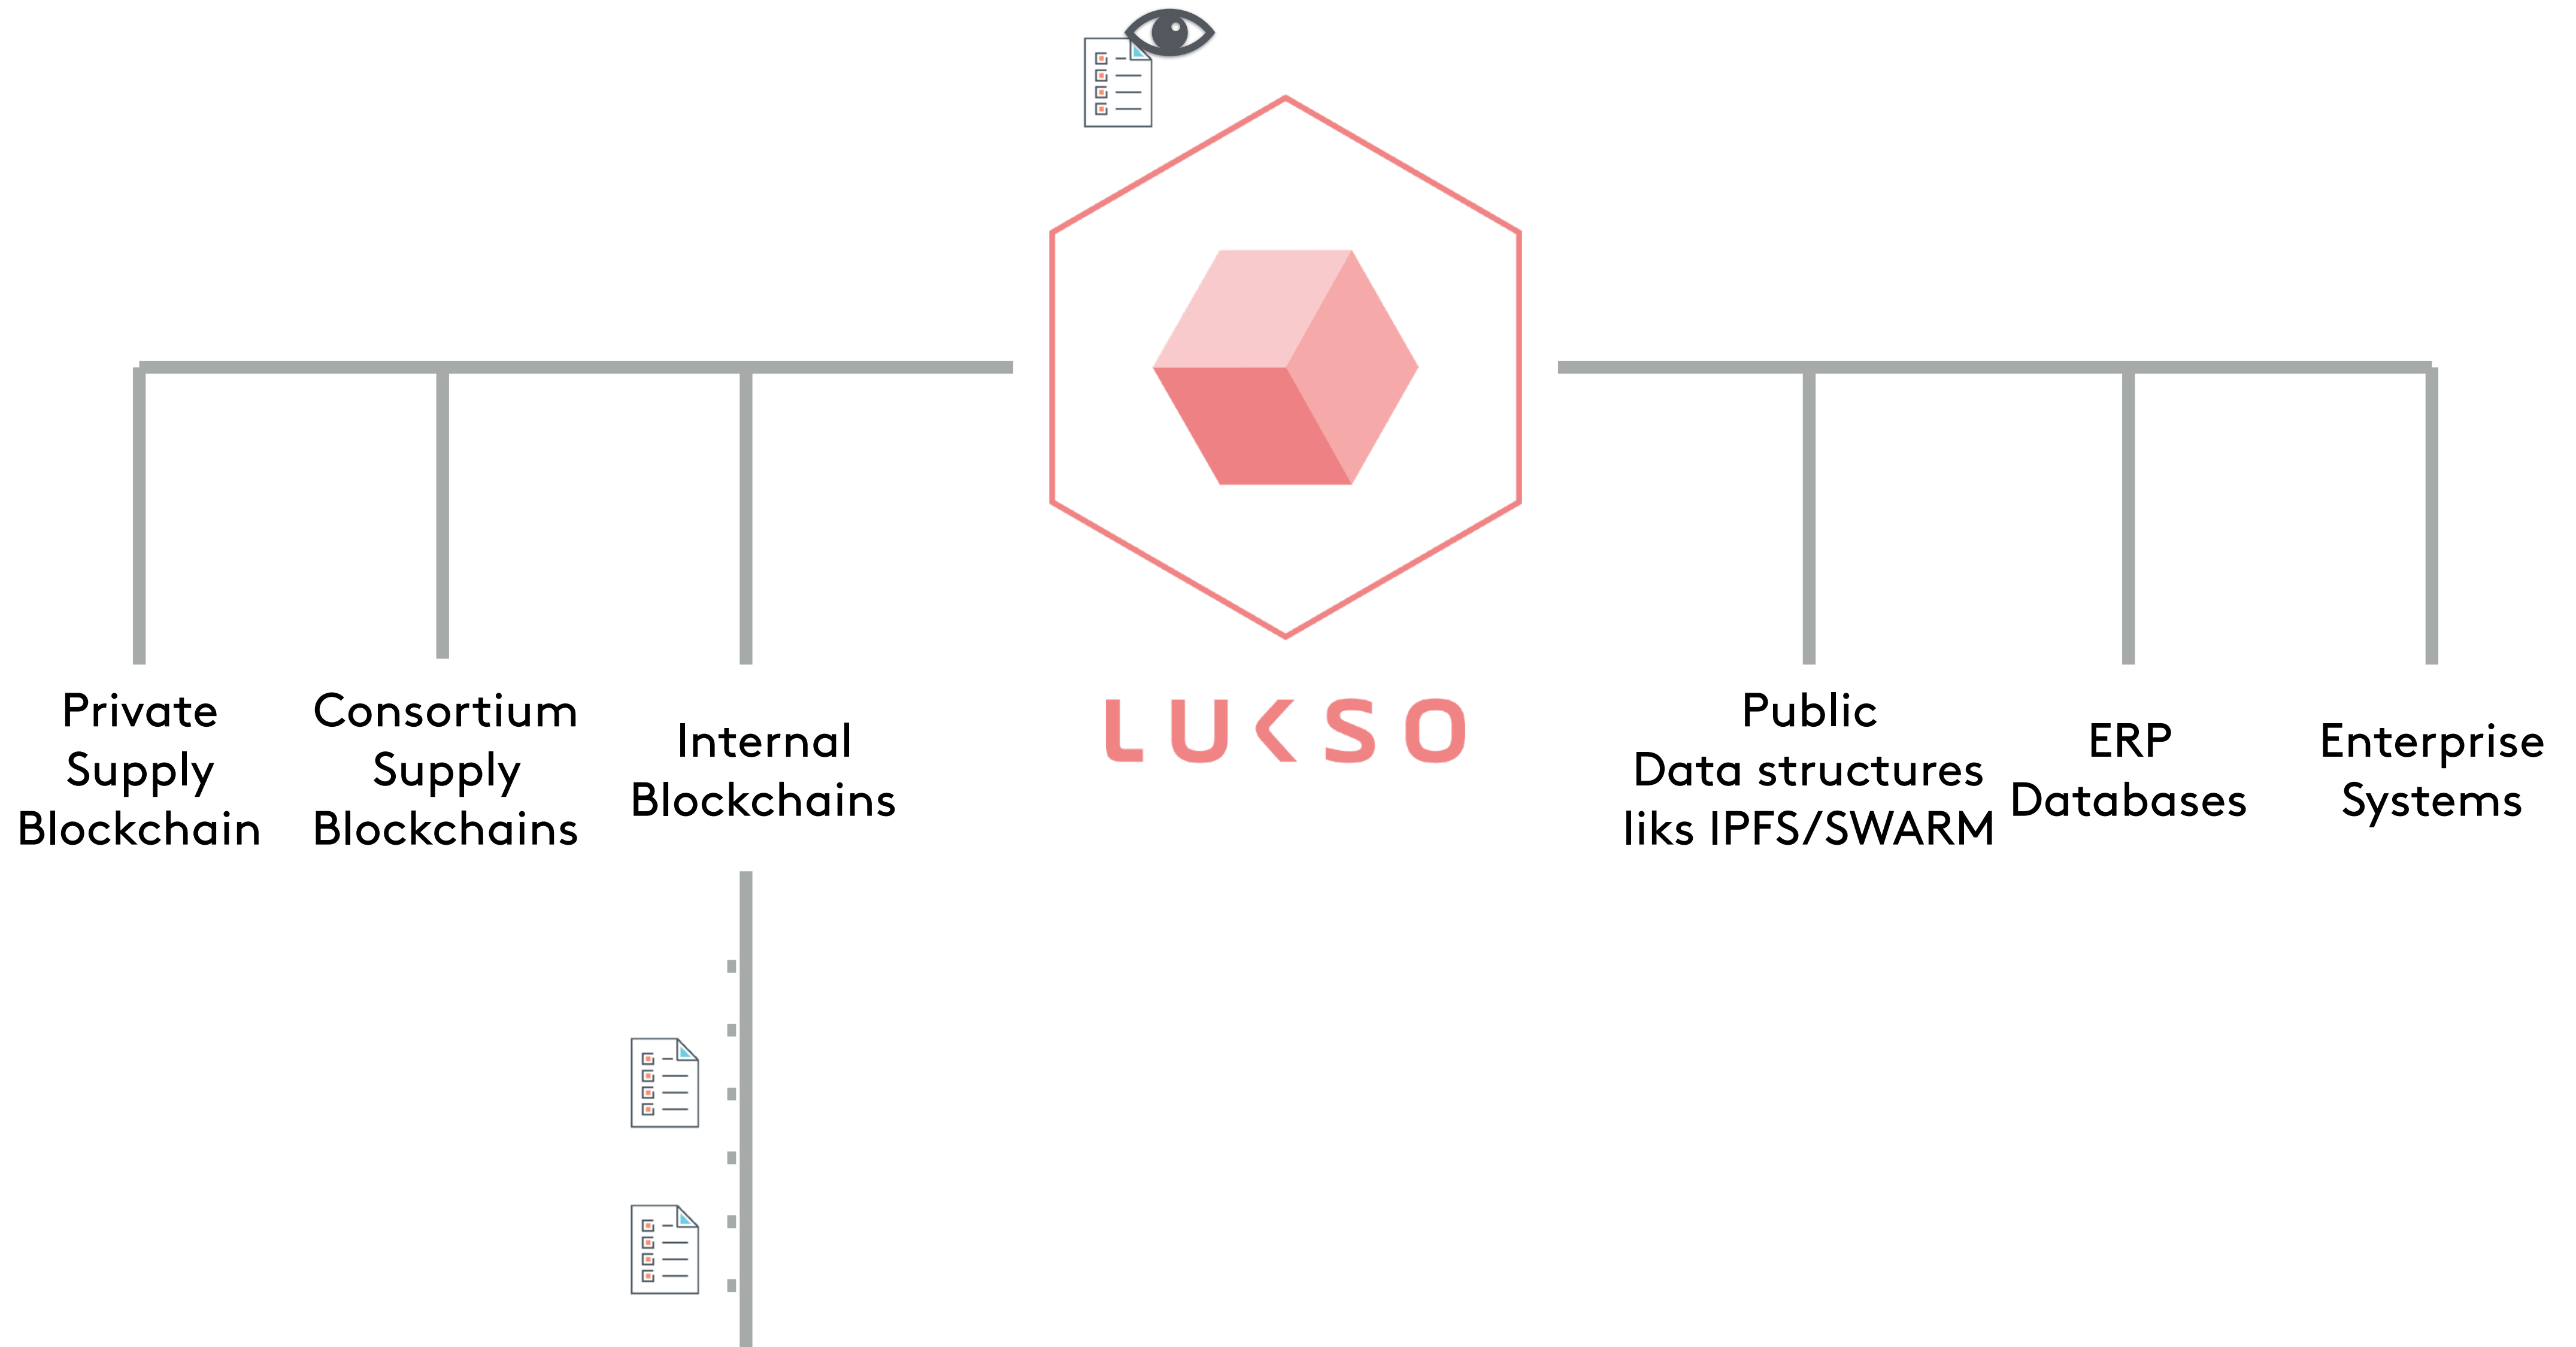 Private
Supply
Blockchain
Consortium
Supply
Blockchains
Internal
Blockchains
LUKSO
Public
Data structures
liks IPFS/SWARM
ERP
Databases
Enterprise
Systems